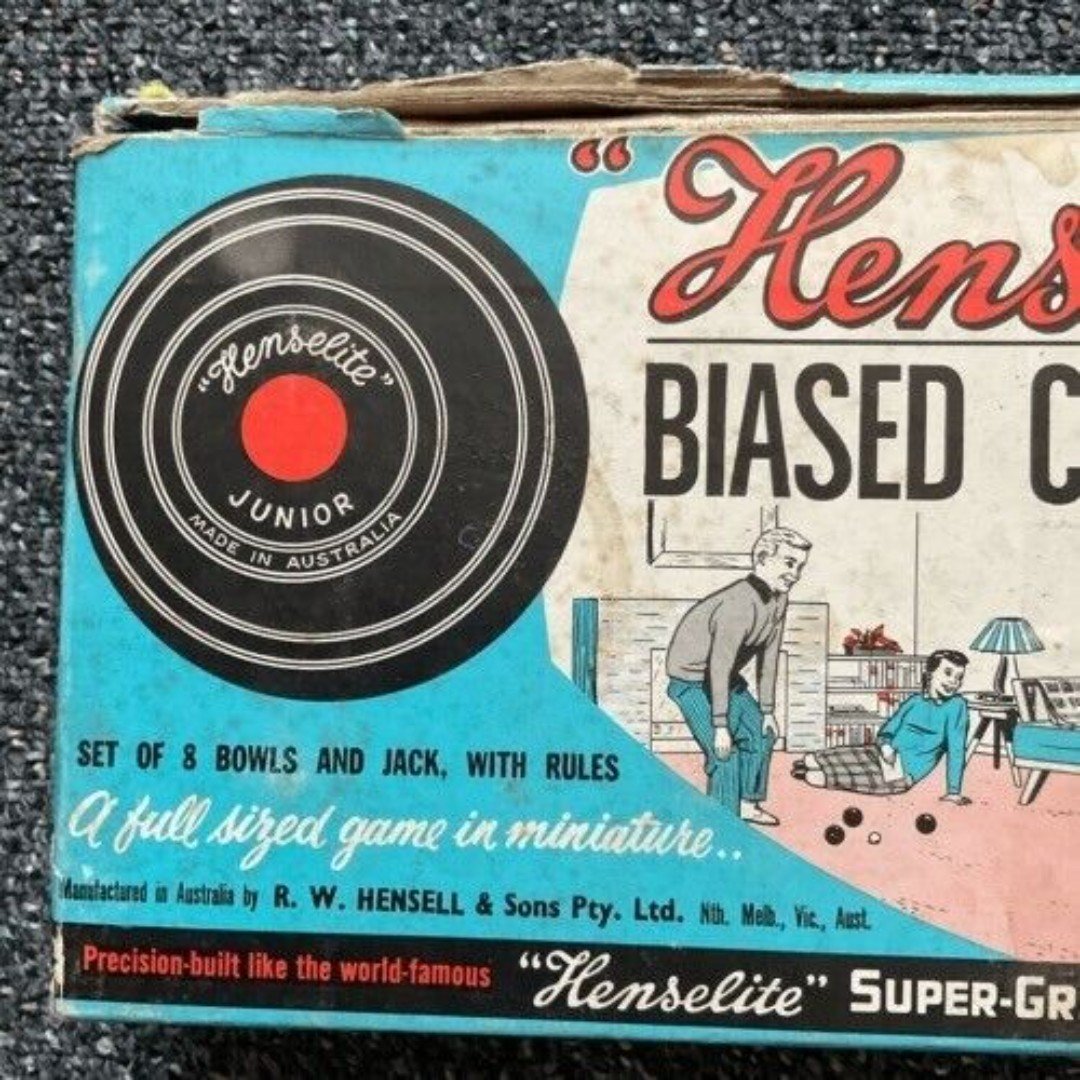 "Hens
BIASED C
"Henselite"
JUNIOR
MADE IN AUSTRALIA
SET OF 8 BOWLS AND JACK, WITH RULES
A full sized game in miniature..
Manufactured in Australia by R. W. HENSELL & Sons Pty. Ltd. Nth. Melb., Vic., Aust.
Precision-built like the world-famous "Henselite" SUPER-GR